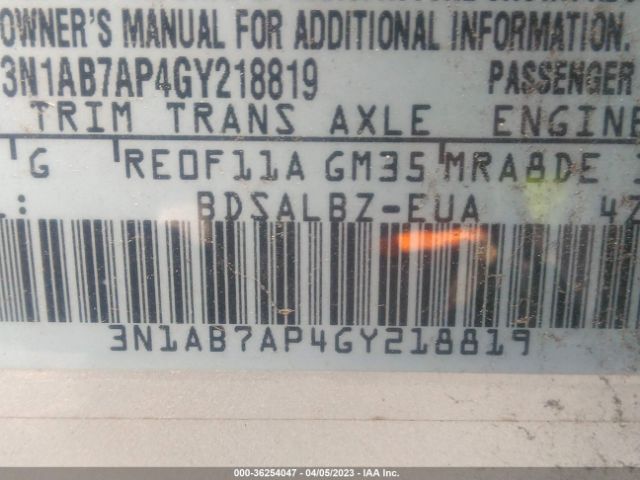 OWNER'S MANUAL FOR ADDITIONAL INFORMATION.
3N1AB7AP4GY218819 PASSENGER
TRIM TRANS AXLE ENGINE
G RE0F11A GM35 MRA8DE
BDSALBZ-EUA 47
3N1AB7AP4GY218819
000-36254047 - 04/05/2023 - IAA Inc.